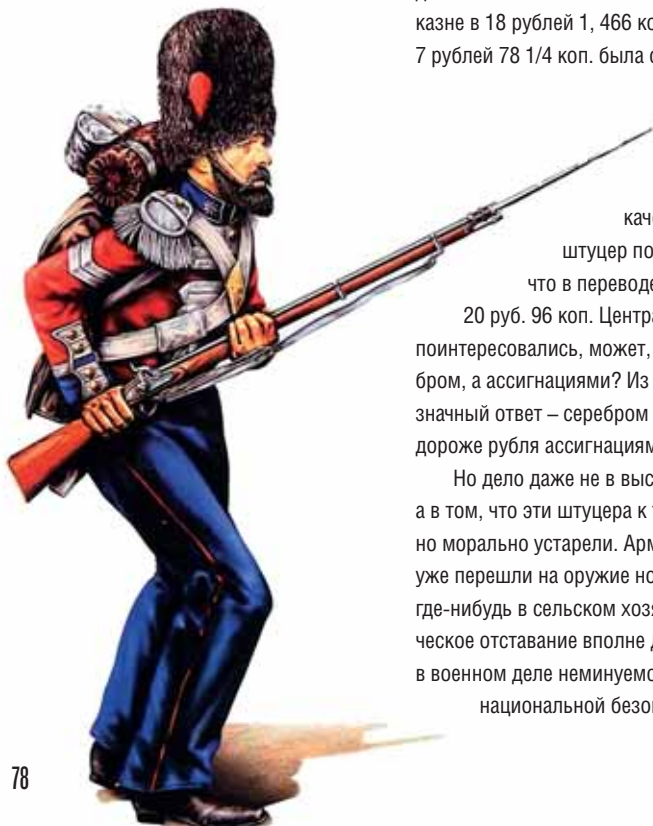 казне в 18 рублей 1, 466 ко
7 рублей 78 1/4 коп. была с
кач
штуцер по
что в переводе
20 руб. 96 коп. Центра
поинтересовались, может,
бром, а ассигнациями? Из
значный ответ – серебром
дороже рубля ассигнациям
Но дело даже не в выс
а в том, что эти штуцера к т
но морально устарели. Арм
уже перешли на оружие но
где-нибудь в сельском хозя
ческое отставание вполне д
в военном деле неминуемо
национальной безо
78